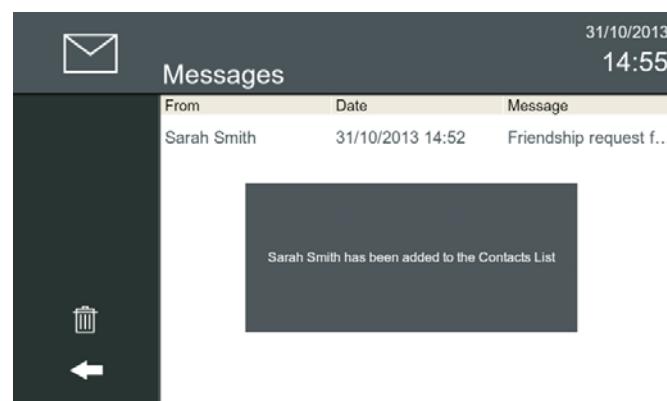 31/10/2013
14:55
Messages
From Date Message
Sarah Smith 31/10/2013 14:52 Friendship request f...
Sarah Smith has been added to the Contacts List